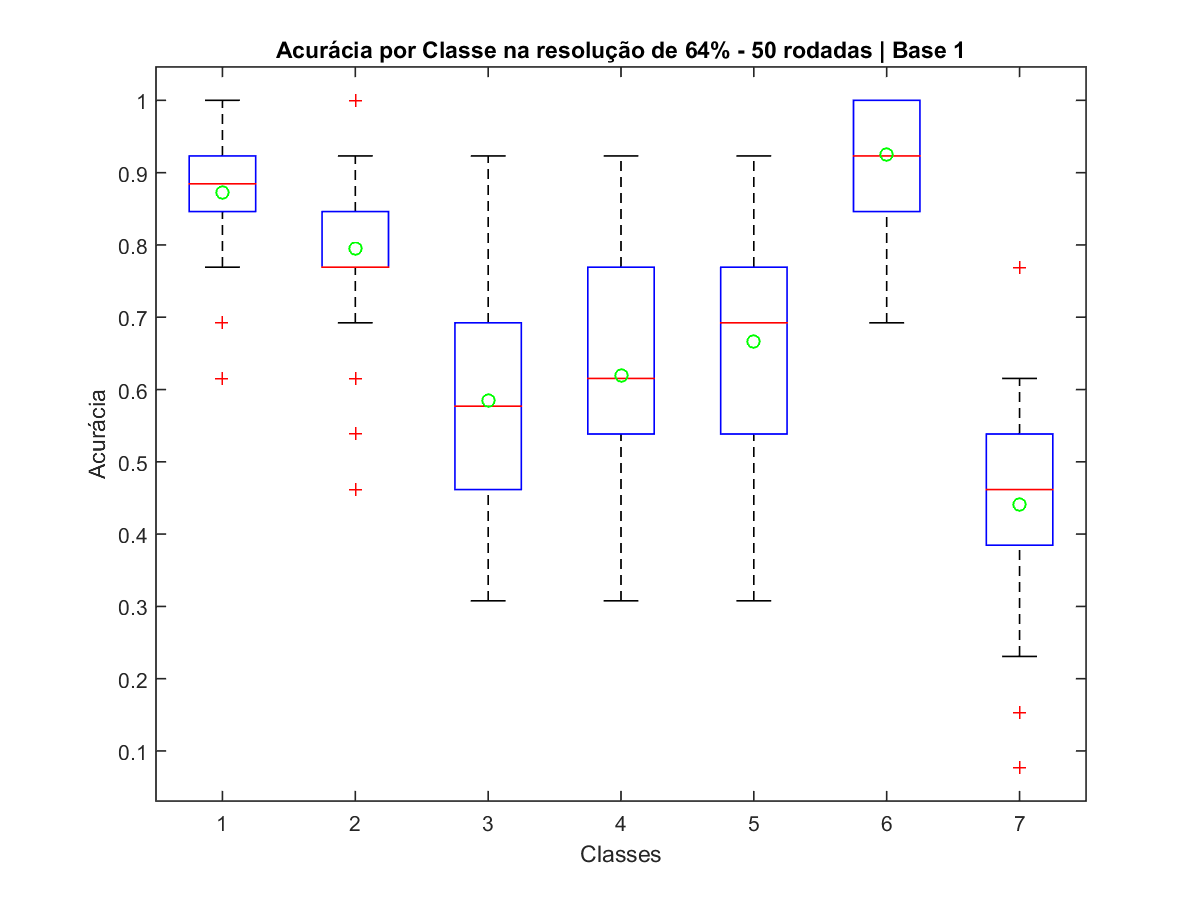 Acurácia por Classe na resolução de 64% - 50 rodadas | Base 1
1
0.9
0.8
0.7
0.6
0.5
0.4
0.3
0.2
0.1
Acurácia
1 2 3 4 5 6 7
Classes